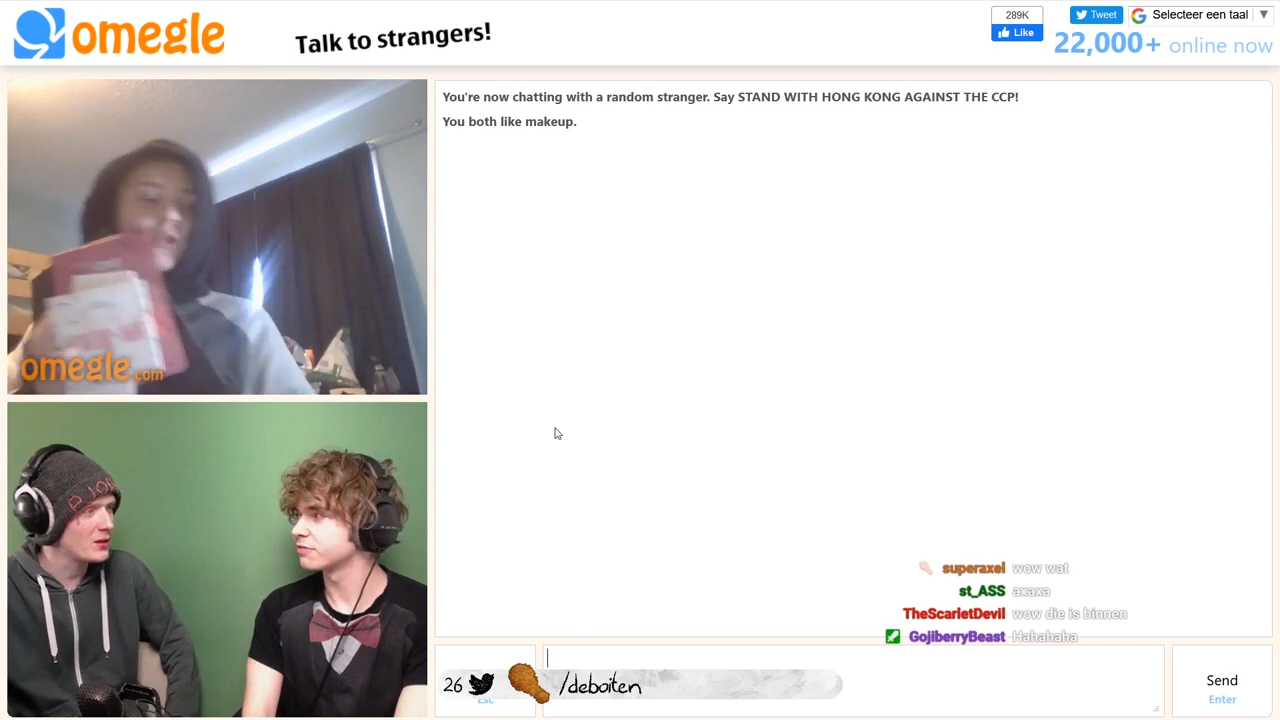 omegle
Talk to strangers!
289K
Like
Tweet
Selecteer een taal
22,000+ online now
You're now chatting with a random stranger. Say STAND WITH HONG KONG AGAINST THE CCP!
You both like makeup.
omegle.com
superaxel wow wat
st_ASS axaxa
TheScarletDevil wow die is binnen
GojiberryBeast Hahahaha
26 /deboiten
Esc
Send
Enter